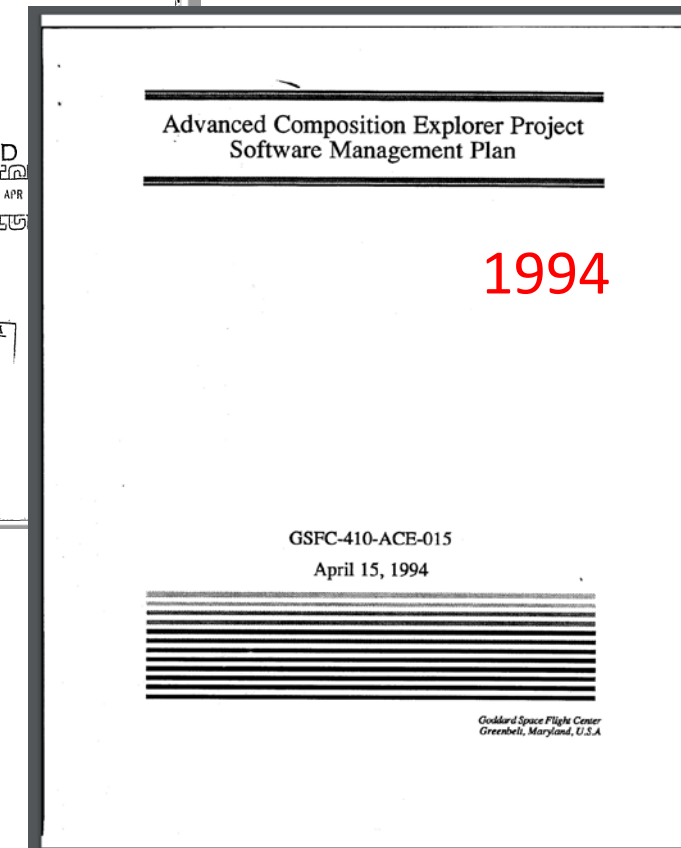 D
APR
Advanced Composition Explorer Project
Software Management Plan
1994
GSFC-410-ACE-015
April 15, 1994
Goddard Space Flight Center
Greenbelt, Maryland, U.S.A